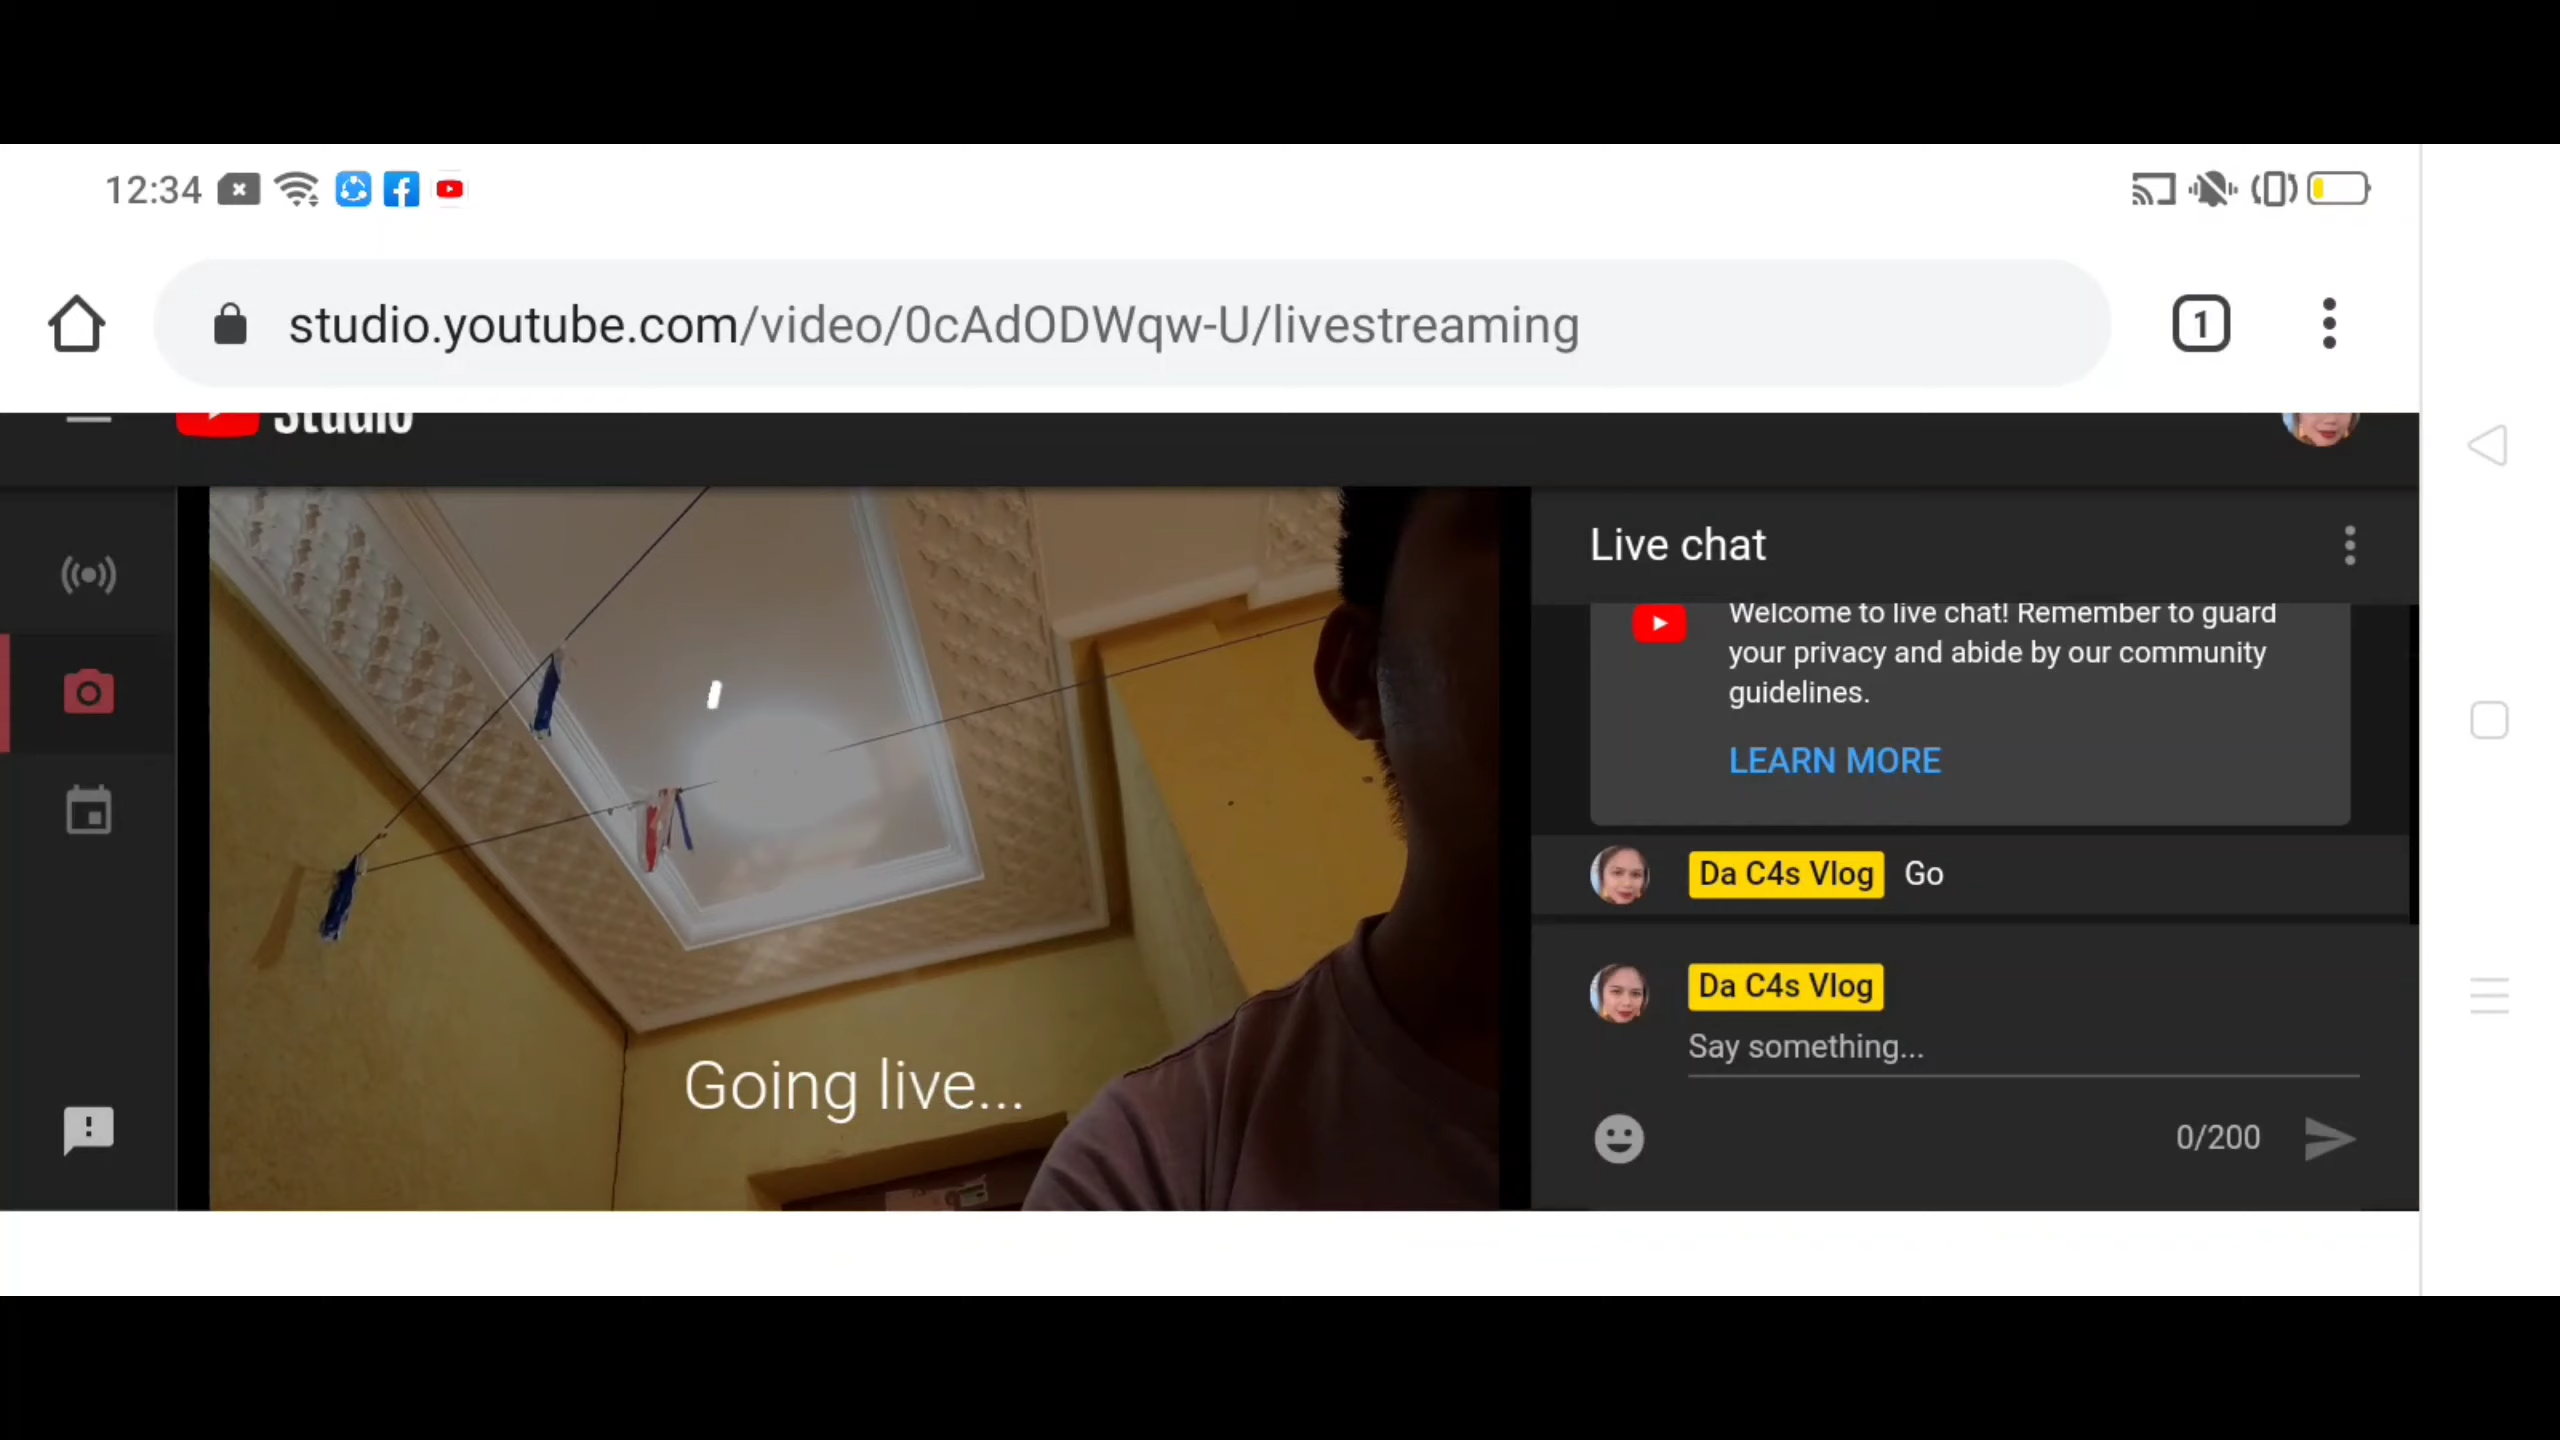 12:34
studio.youtube.com/video/0cAdODWqw-U/livestreaming
1
Studio
Live chat
Welcome to live chat! Remember to guard
your privacy and abide by our community
guidelines.
LEARN MORE
Da C4s Vlog Go
Da C4s Vlog
Say something...
0/200
Going live...